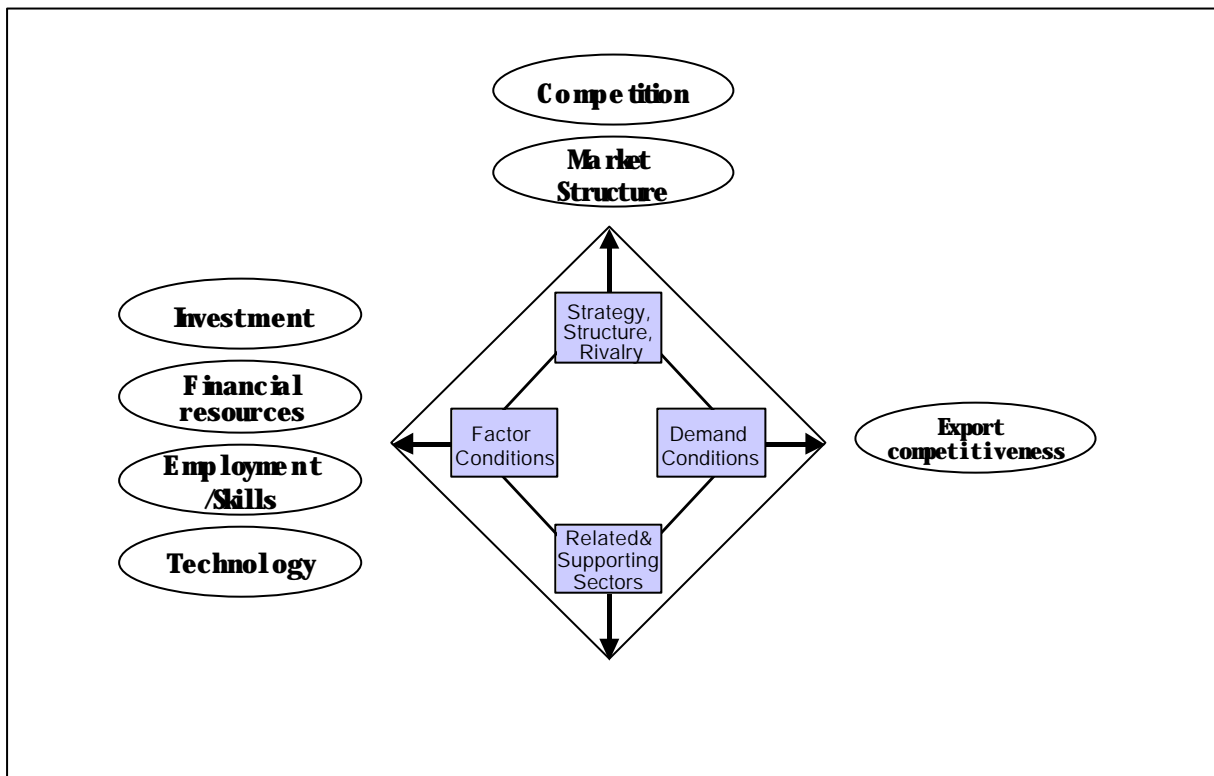 Competition
Market
Structure
Investment
Financial
resources
Employment
/Skills
Technology
Strategy,
Structure,
Rivalry
Factor
Conditions
Demand
Conditions
Related&
Supporting
Sectors
Export
competitiveness